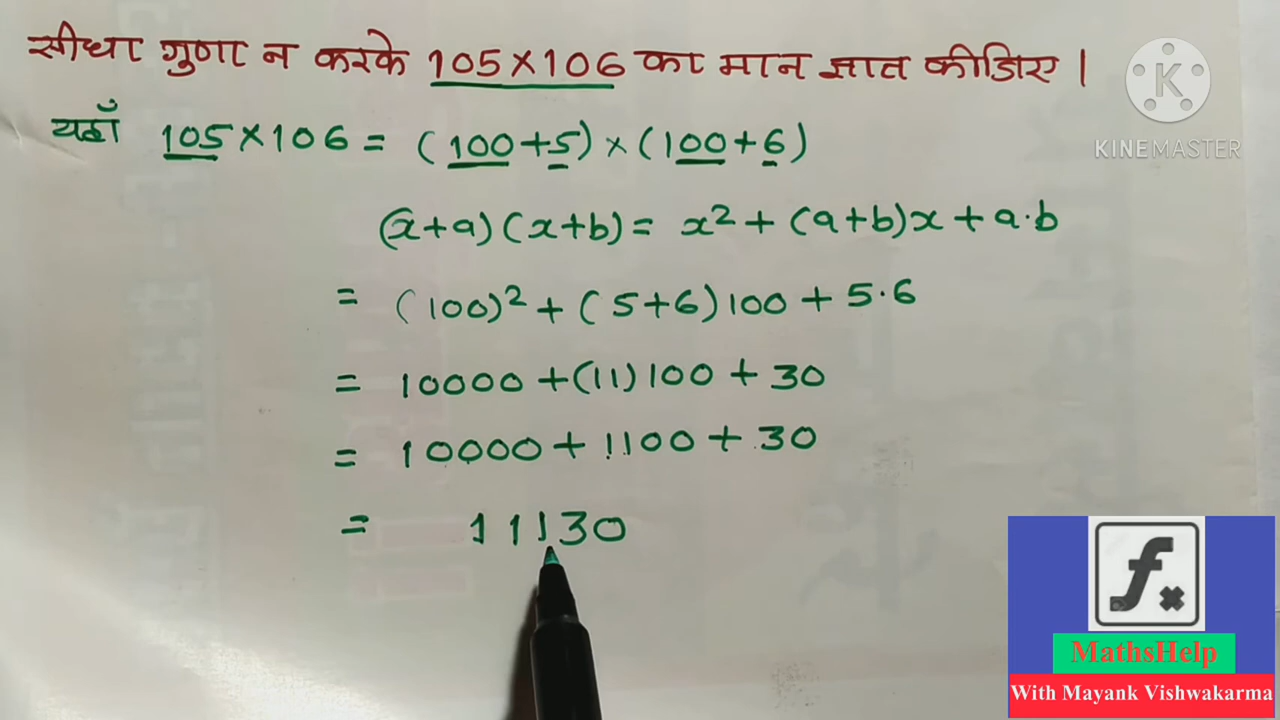 सीधा गुणा न करके 105×106 का मान ज्ञात कीजिए।
K
KINEMASTER
यहाँ 105×106 = (100+5)×(100+6)
(x+a)(x+b) = x²+(a+b)x+a·b
= (100)²+(5+6)100+5·6
= 10000+(11)100+30
= 10000+1100+30
= 11130
f×
MathsHelp
With Mayank Vishwakarma